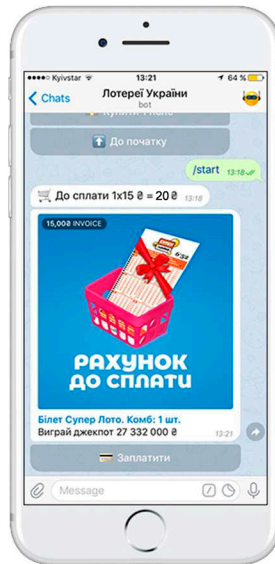 Kyivstar 13:21 64 %
Chats Лотереї України
bot
До початку
/start 13:18
До сплати 1x15 ₴ = 20 ₴ 13:18
15,00₴ INVOICE
РАХУНОК
ДО СПЛАТИ
Білет Супер Лото. Комб: 1 шт.
Виграй джекпот 27 332 000 ₴ 13:21
Заплатити
Message